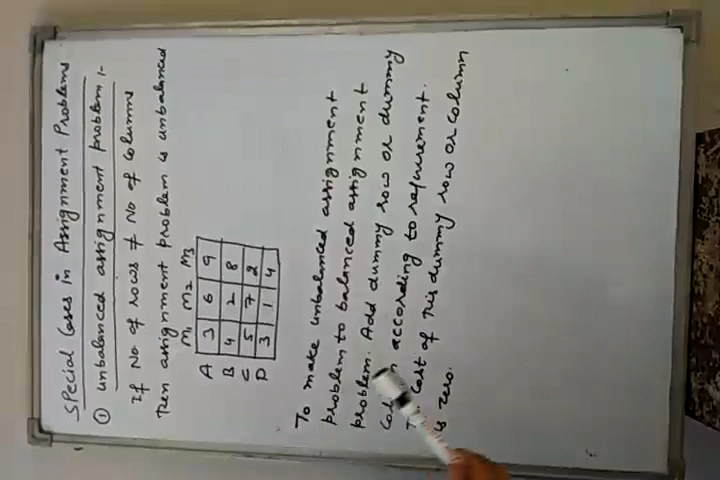 Special Cases in Assignment Problems
① unbalanced assignment problem :-
If No of rows ≠ No of columns
Then assignment problem is unbalanced
M1 M2 M3
A 3 6 9
B 4 2 8
C 5 7 2
D 3 1 4
To make unbalanced assignment
problem to balanced assignment
problem. Add dummy row or dummy
according to requirement.
Cost of this dummy row or column
is zero.